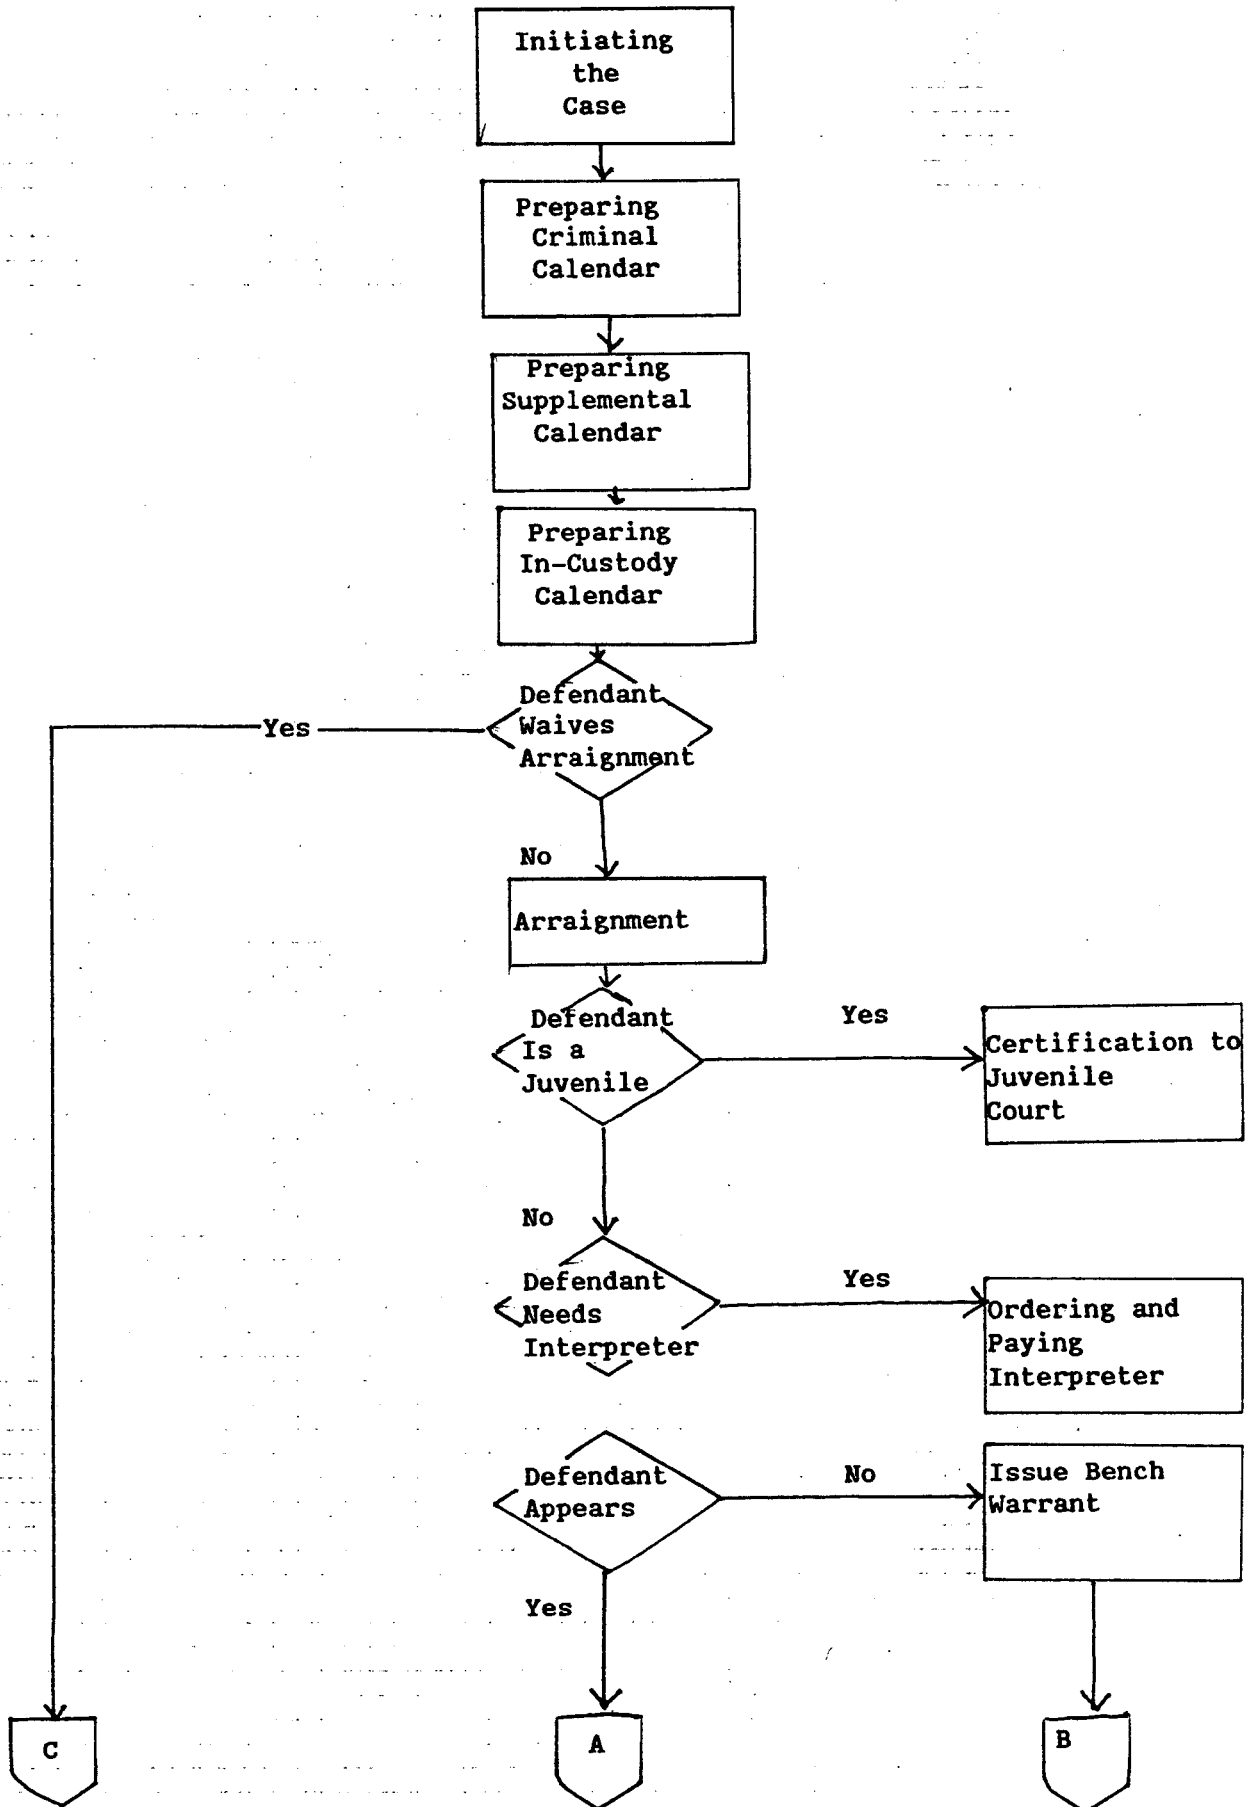 Initiating
the
Case
Preparing
Criminal
Calendar
Preparing
Supplemental
Calendar
Preparing
In-Custody
Calendar
Defendant
Waives
Arraignment
Yes
No
Arraignment
Defendant
Is a
Juvenile
Yes
Certification to
Juvenile
Court
No
Defendant
Needs
Interpreter
Yes
Ordering and
Paying
Interpreter
Defendant
Appears
No
Issue Bench
Warrant
Yes
C
A
B